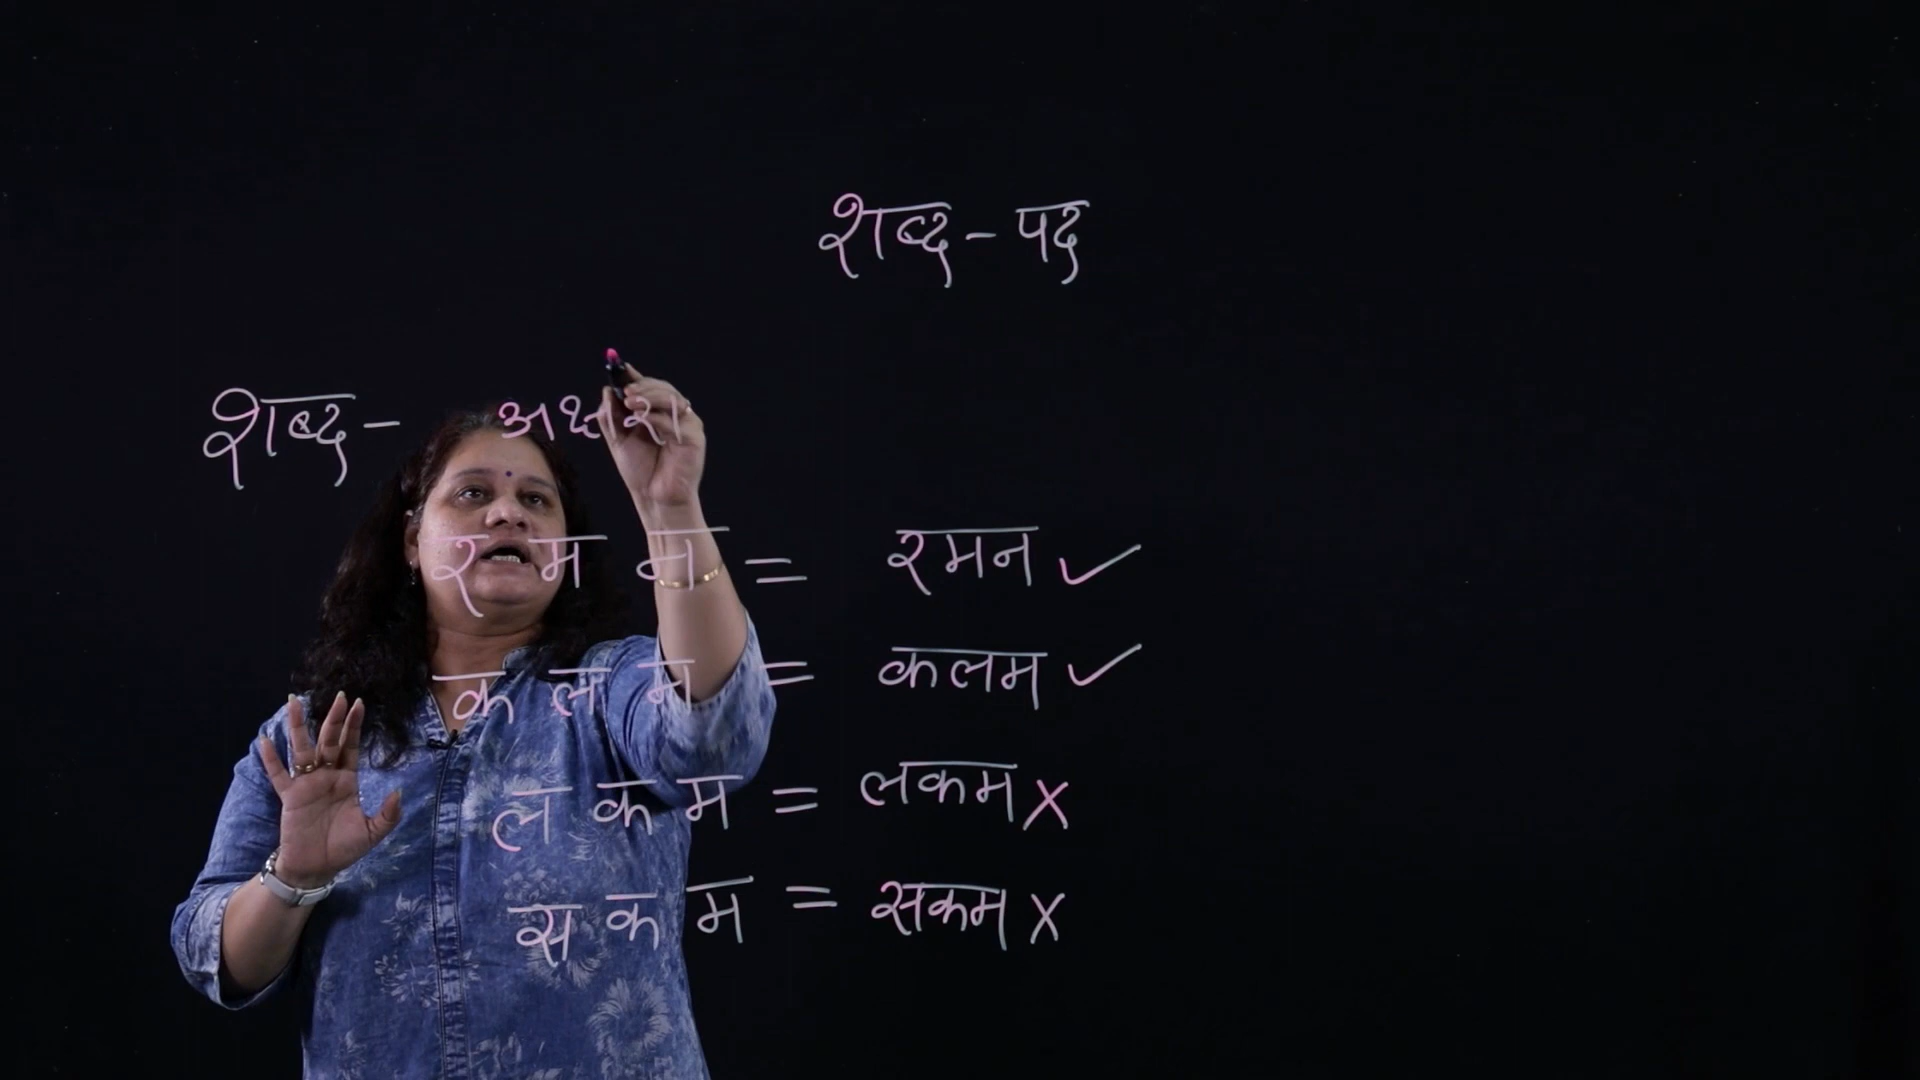 शब्द - पद
शब्द - अक्षरा
र म न = रमन ✓
क ल म = कलम ✓
ल क म = लकम X
स क म = सकम X